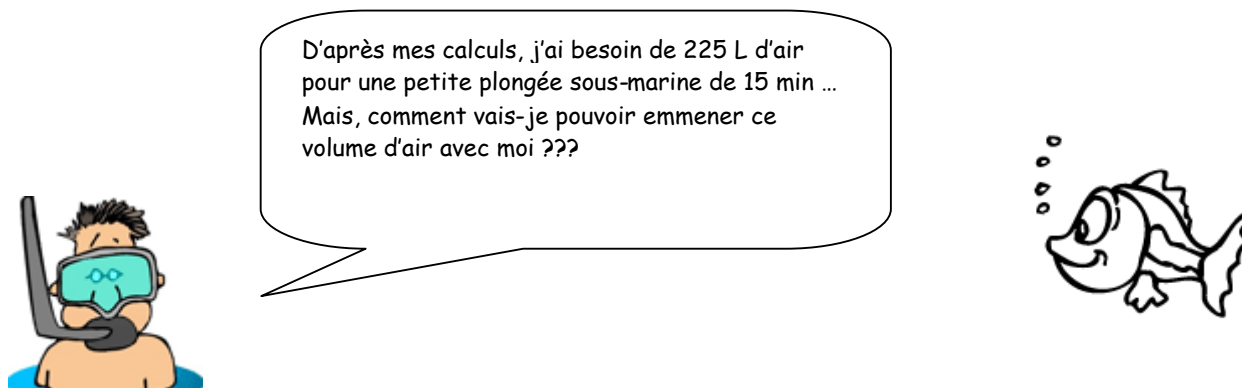 D’après mes calculs, j’ai besoin de 225 L d’air
pour une petite plongée sous-marine de 15 min …
Mais, comment vais-je pouvoir emmener ce
volume d’air avec moi ???